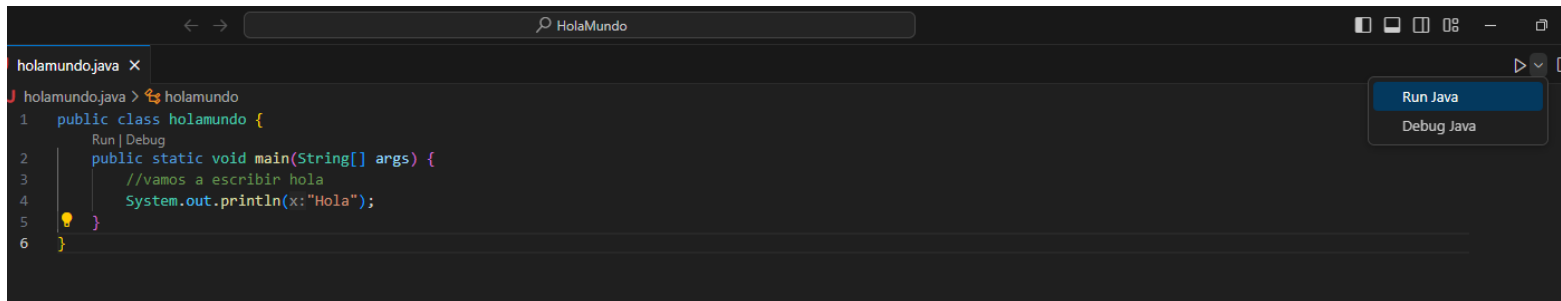 HolaMundo
holamundo.java
holamundo.java > holamundo
Run Java
Debug Java
1 public class holamundo {
Run | Debug
2 public static void main(String[] args) {
3 //vamos a escribir hola
4 System.out.println(x:"Hola");
5 }
6 }